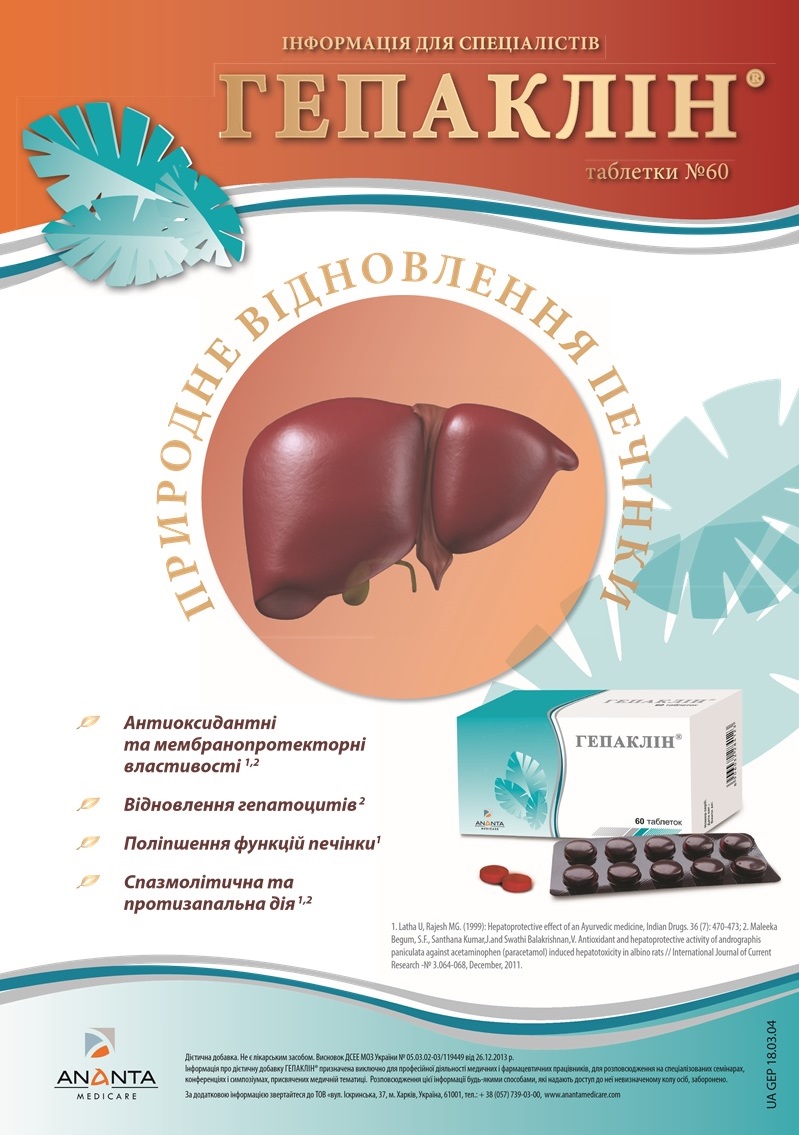 ІНФОРМАЦІЯ ДЛЯ СПЕЦІАЛІСТІВ
ГЕПАКЛІН®
таблетки №60
ПРИРОДНЕ ВІДНОВЛЕННЯ ПЕЧІНКИ
Антиоксидантні
та мембранопротекторні
властивості 1,2
Відновлення гепатоцитів 2
Поліпшення функцій печінки1
Спазмолітична та
протизапальна дія 1,2
ГЕПАКЛІН®
60 таблеток
ГЕПАКЛІН®
ANANTA
MEDICARE
60 таблеток
1. Latha U, Rajesh MG. (1999): Hepatoprotective effect of an Ayurvedic medicine, Indian Drugs. 36 (7): 470-473; 2. Maleeka
Begum, S.F., Santhana Kumar,J.and Swathi Balakrishnan,V. Antioxidant and hepatoprotective activity of andrographis
paniculata against acetaminophen (paracetamol) induced hepatotoxicity in albino rats // International Journal of Current
Research -№ 3.064-068, December, 2011.
ANANTA
MEDICARE
Дієтична добавка. Не є лікарським засобом. Висновок ДСЕЕ МОЗ України № 05.03.02-03/119449 від 26.12.2013 р.
Інформація про дієтичну добавку ГЕПАКЛІН® призначена виключно для професійної діяльності медичних і фармацевтичних працівників, для розповсюдження на спеціалізованих семінарах,
конференціях і симпозіумах, присвячених медичній тематиці. Розповсюдження цієї інформації будь-якими способами, які надають доступ до неї невизначеному колу осіб, заборонено.
За додатковою інформацією звертайтеся до ТОВ «вул. Іскринська, 37, м. Харків, Україна, 61001, тел.: + 38 (057) 739-03-00, www.anantamedicare.com
UA GEP 18.03.04